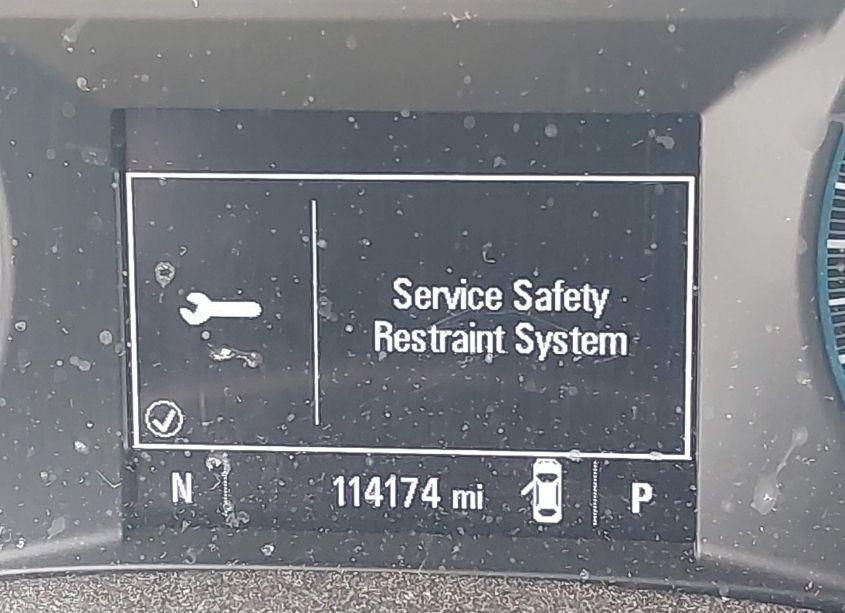 Service Safety
Restraint System
N 114174 mi P